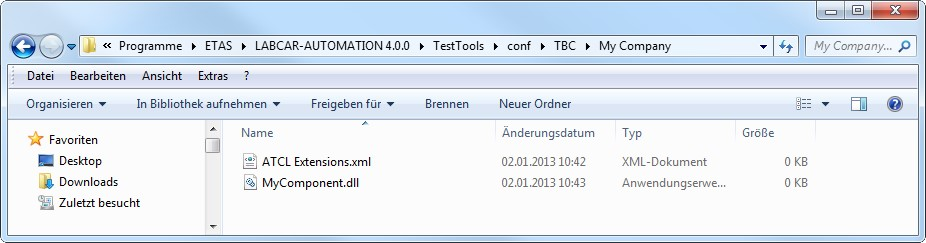 « Programme ▸ ETAS ▸ LABCAR-AUTOMATION 4.0.0 ▸ TestTools ▸ conf ▸ TBC ▸ My Company
My Company...
Datei Bearbeiten Ansicht Extras ?
Organisieren In Bibliothek aufnehmen Freigeben für Brennen Neuer Ordner
Favoriten
Desktop
Downloads
Zuletzt besucht
Name Änderungsdatum Typ Größe
ATCL Extensions.xml 02.01.2013 10:42 XML-Dokument 0 KB
MyComponent.dll 02.01.2013 10:43 Anwendungserwe... 0 KB